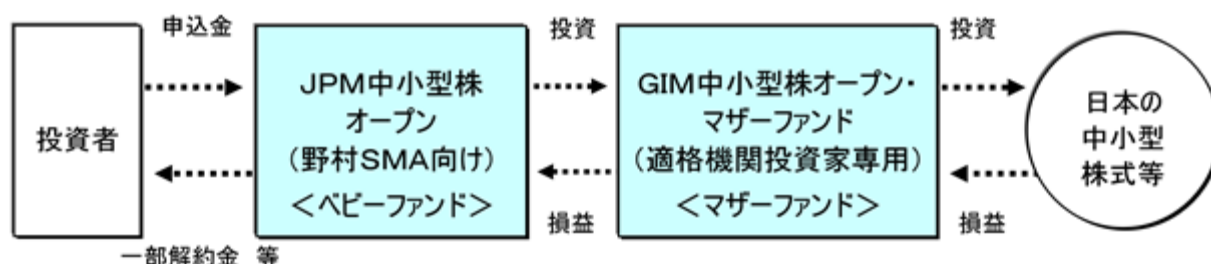 申込金
投資
投資
投資者
JPM中小型株
オープン
(野村SMA向け)
<ベビーファンド>
GIM中小型株オープン・
マザーファンド
(適格機関投資家専用)
<マザーファンド>
日本の
中小型
株式等
一部解約金 等
損益
損益